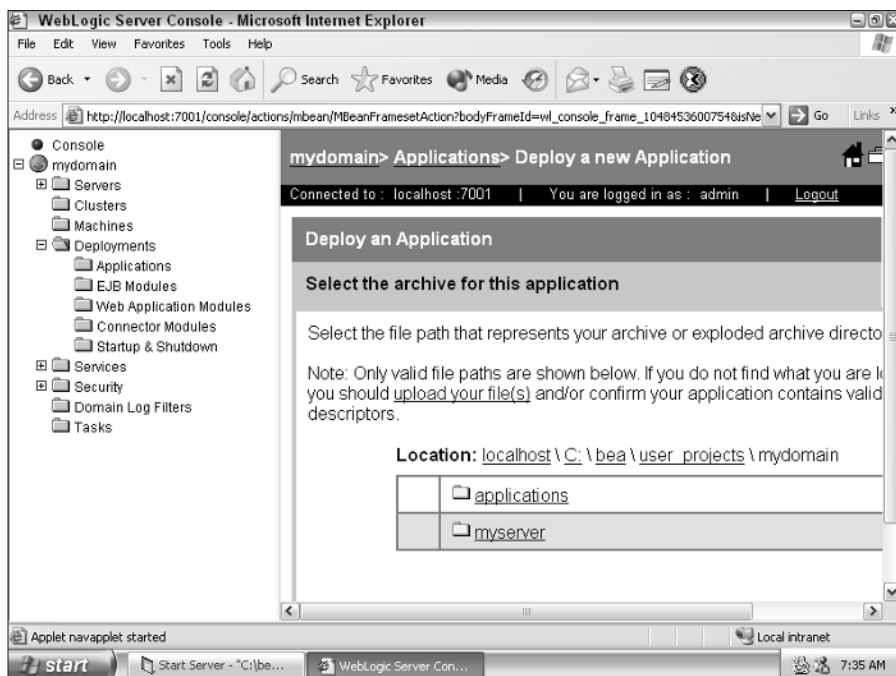 WebLogic Server Console - Microsoft Internet Explorer
File Edit View Favorites Tools Help
Back Search Favorites Media
Address http://localhost:7001/console/actions/mbean/MBeanFramesetAction?bodyFrameId=wl_console_frame_1048453600754&isNe Go Links »
Console
mydomain
Servers
Clusters
Machines
Deployments
Applications
EJB Modules
Web Application Modules
Connector Modules
Startup & Shutdown
Services
Security
Domain Log Filters
Tasks
mydomain> Applications> Deploy a new Application
Connected to : localhost :7001 | You are logged in as : admin | Logout
Deploy an Application
Select the archive for this application
Select the file path that represents your archive or exploded archive directo
Note: Only valid file paths are shown below. If you do not find what you are l
you should upload your file(s) and/or confirm your application contains valid
descriptors.
Location: localhost \ C: \ bea \ user_projects \ mydomain
applications
myserver
Applet navapplet started
Local intranet
start Start Server - "C:\be... WebLogic Server Con... 7:35 AM